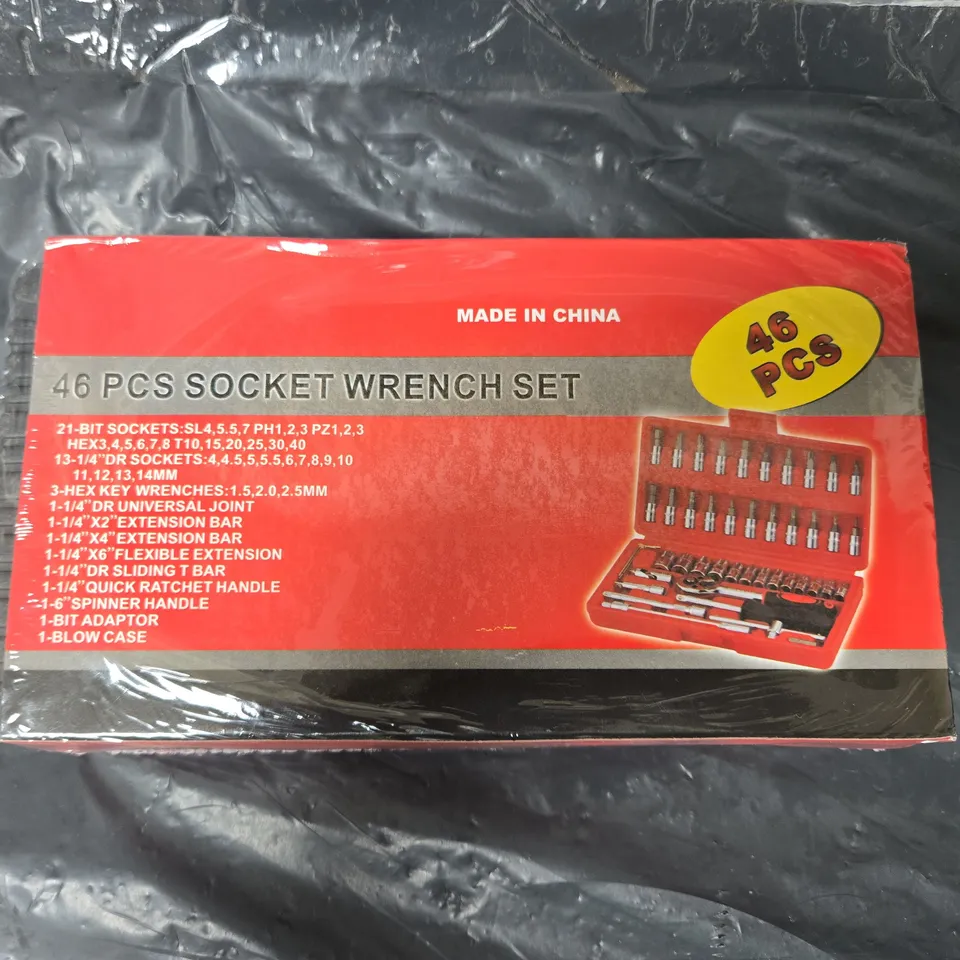 MADE IN CHINA
46
PCS
46 PCS SOCKET WRENCH SET
21-BIT SOCKETS:SL4,5.5,7 PH1,2,3 PZ1,2,3
HEX3,4,5,6,7,8 T10,15,20,25,30,40
13-1/4"DR SOCKETS:4,4.5,5,5.5,6,7,8,9,10
11,12,13,14MM
3-HEX KEY WRENCHES:1.5,2.0,2.5MM
1-1/4"DR UNIVERSAL JOINT
1-1/4"X2"EXTENSION BAR
1-1/4"X4"EXTENSION BAR
1-1/4"X6"FLEXIBLE EXTENSION
1-1/4"DR SLIDING T BAR
1-1/4"QUICK RATCHET HANDLE
1-6"SPINNER HANDLE
1-BIT ADAPTOR
1-BLOW CASE